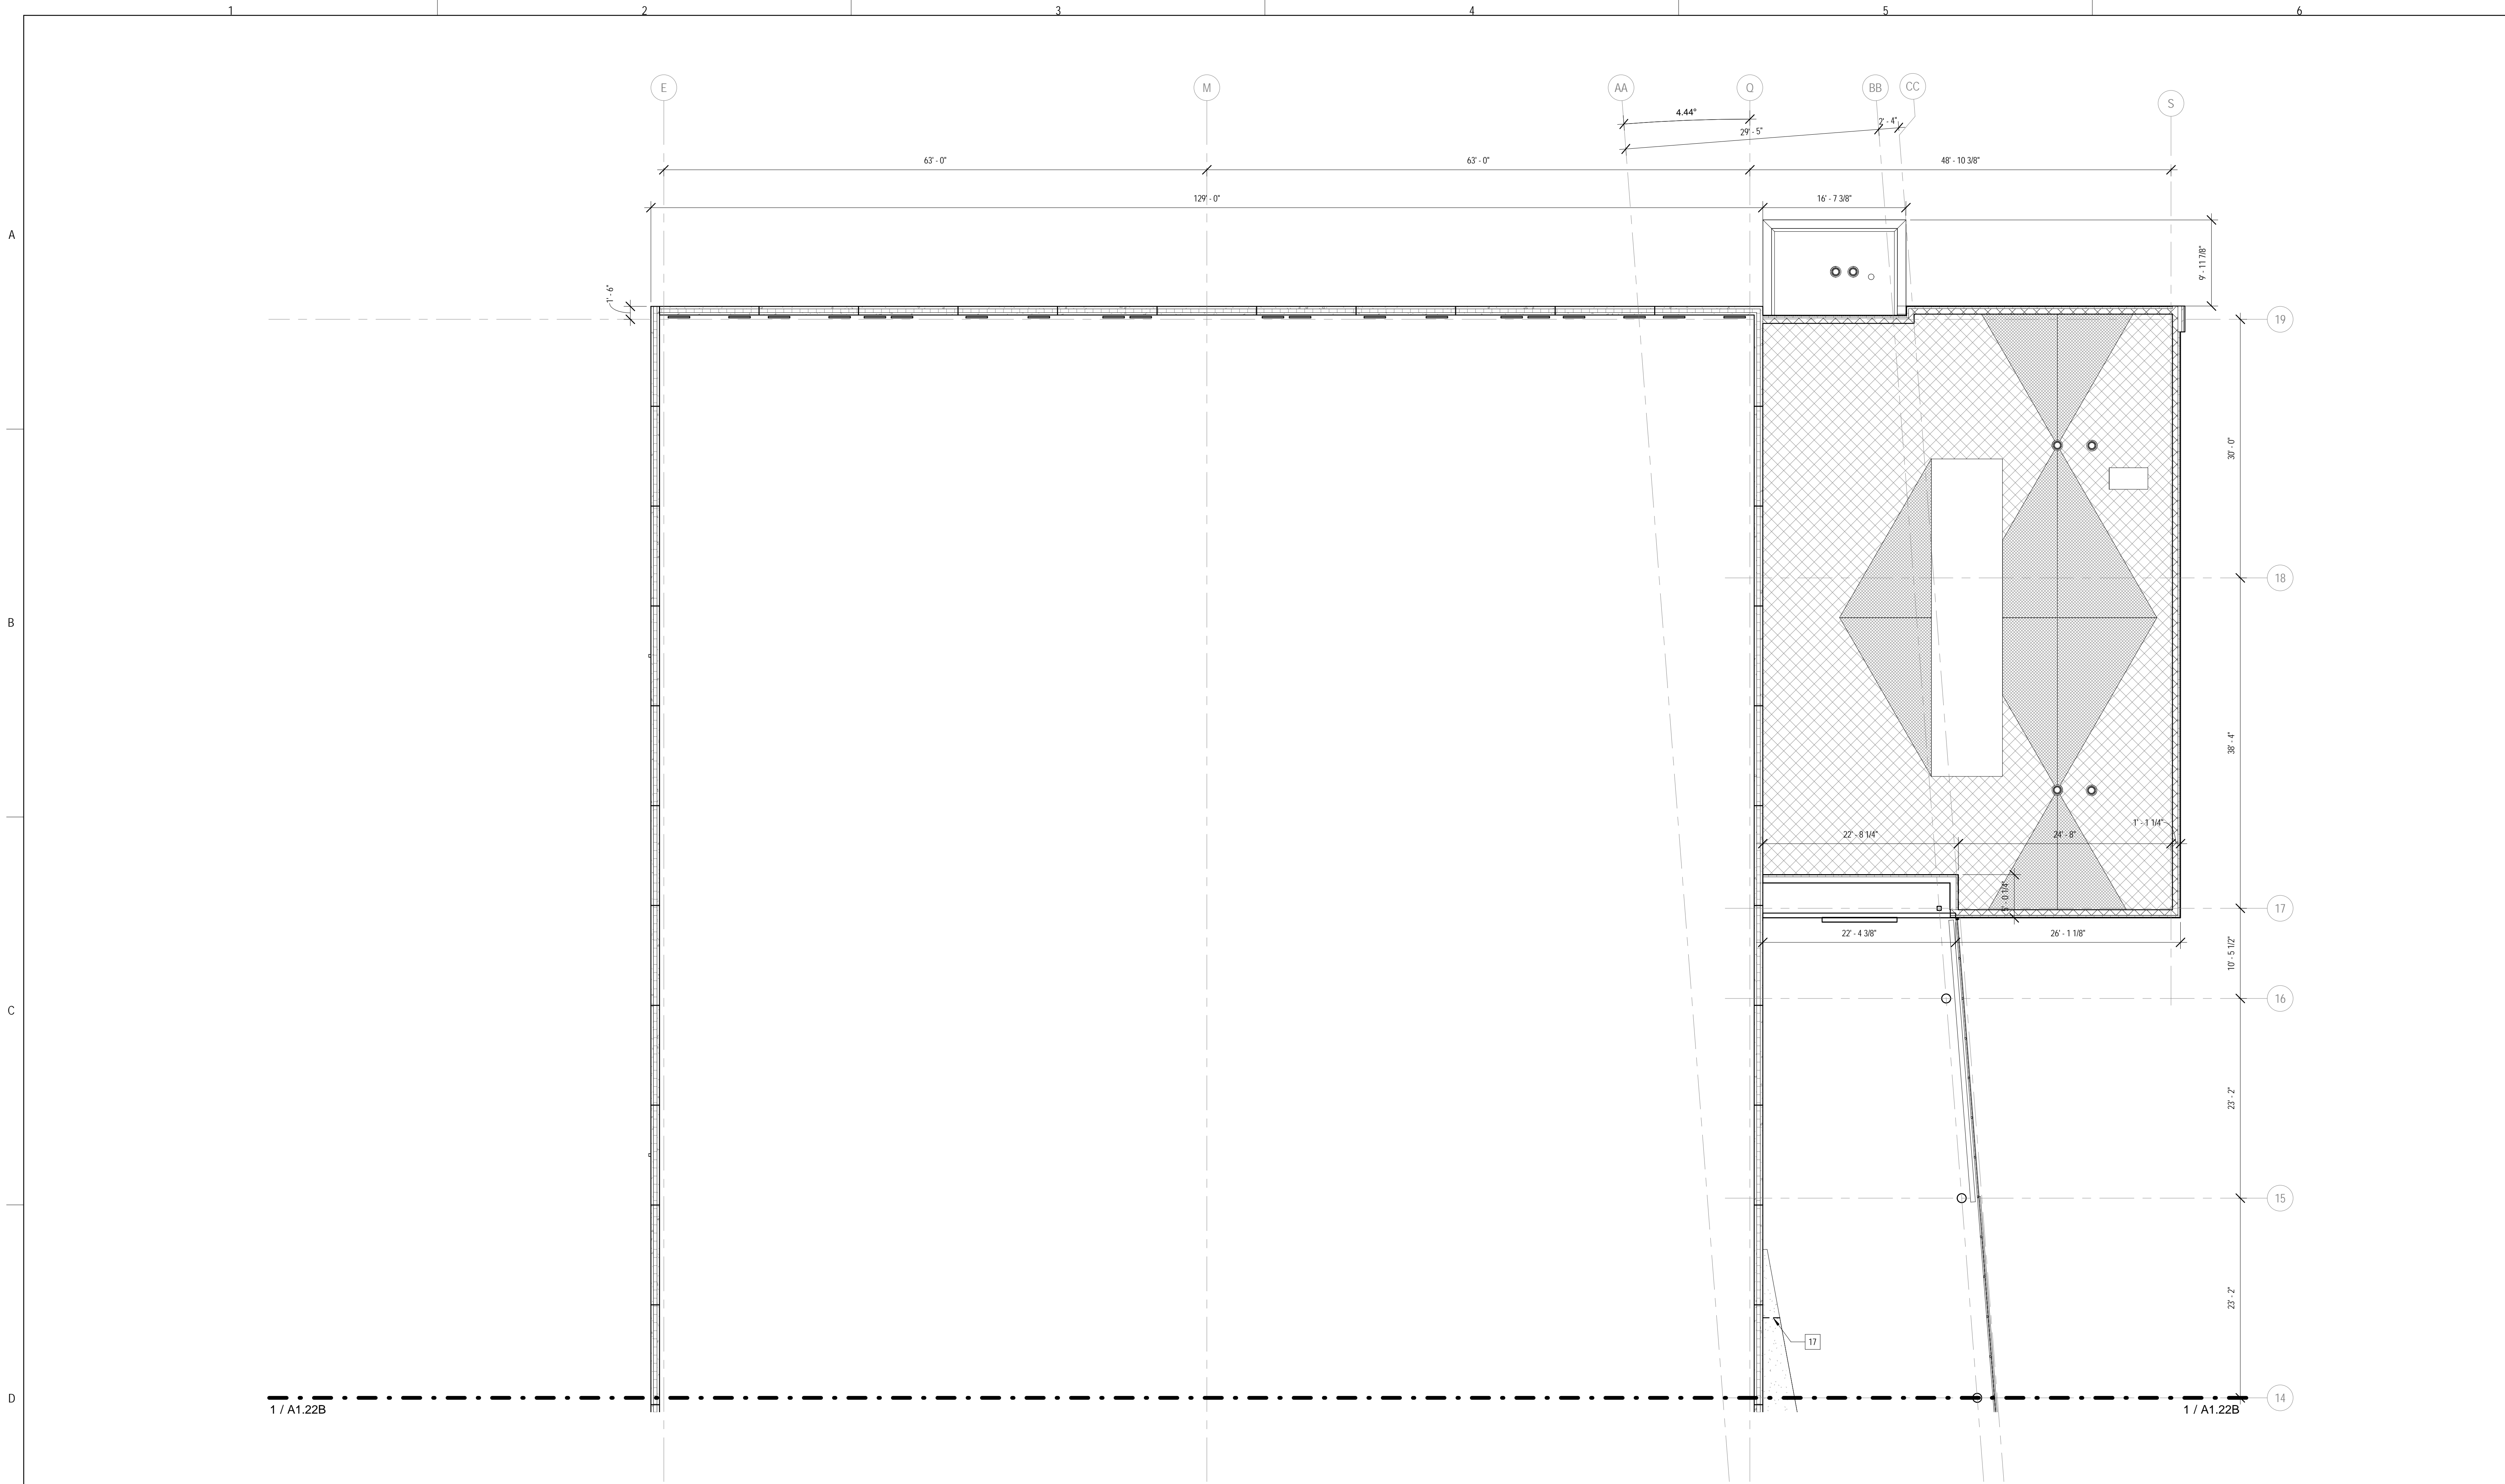 1 2 3 4 5 6
E M AA Q BB CC S
4.44°
29' - 5"
2' - 4"
63' - 0" 63' - 0" 48' - 10 3/8"
129' - 0" 16' - 7 3/8"
A
9' - 11 7/8"
1' - 6"
19
30' - 0"
18
B
38' - 4"
1' - 1 1/4"
22' - 8 1/4" 24' - 8"
5' - 0 1/4"
17
22' - 4 3/8" 26' - 1 1/8"
10' - 5 1/2"
16
C
23' - 2"
15
23' - 2"
17
D
14
1 / A1.22B 1 / A1.22B